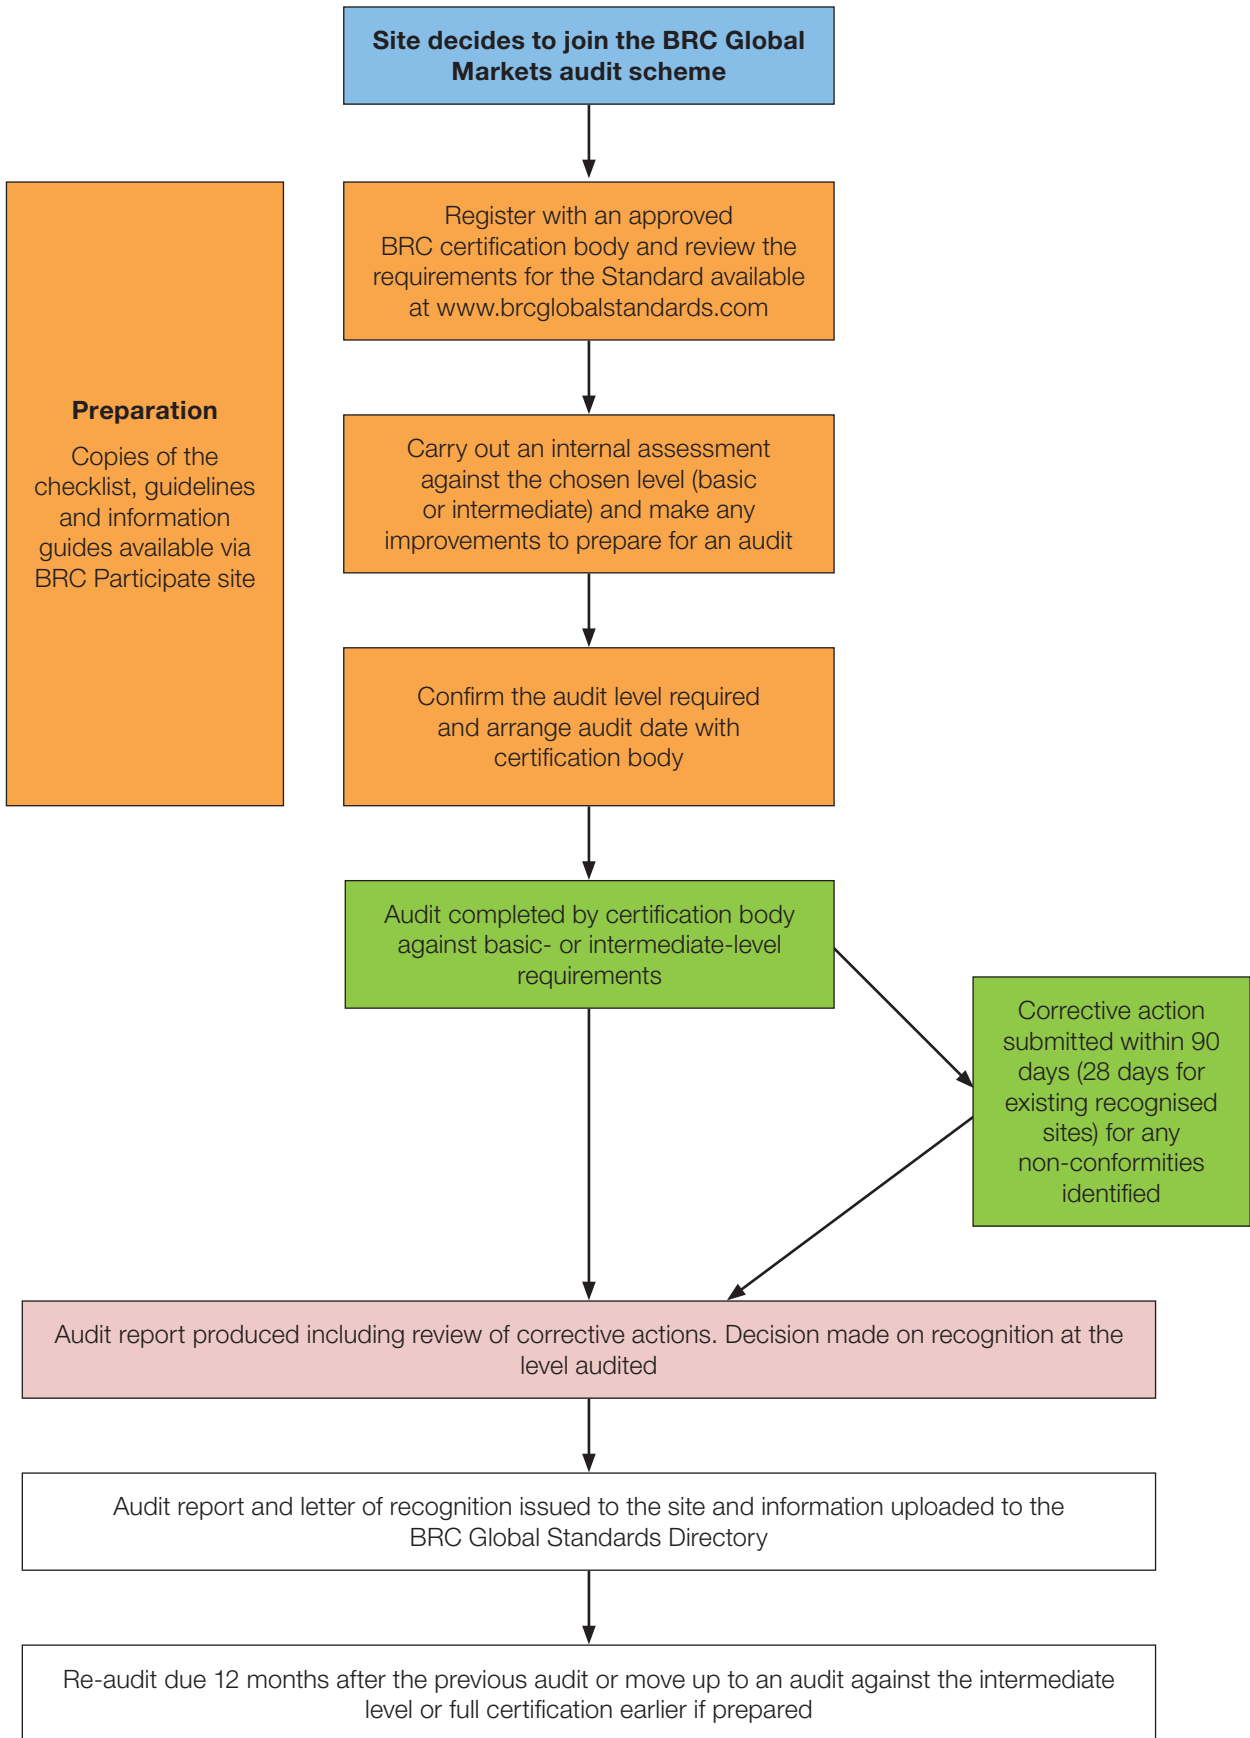 Site decides to join the BRC Global
Markets audit scheme
Register with an approved
BRC certification body and review the
requirements for the Standard available
at www.brcglobalstandards.com
Preparation
Copies of the
checklist, guidelines
and information
guides available via
BRC Participate site
Carry out an internal assessment
against the chosen level (basic
or intermediate) and make any
improvements to prepare for an audit
Confirm the audit level required
and arrange audit date with
certification body
Audit completed by certification body
against basic- or intermediate-level
requirements
Corrective action
submitted within 90
days (28 days for
existing recognised
sites) for any
non-conformities
identified
Audit report produced including review of corrective actions. Decision made on recognition at the
level audited
Audit report and letter of recognition issued to the site and information uploaded to the
BRC Global Standards Directory
Re-audit due 12 months after the previous audit or move up to an audit against the intermediate
level or full certification earlier if prepared